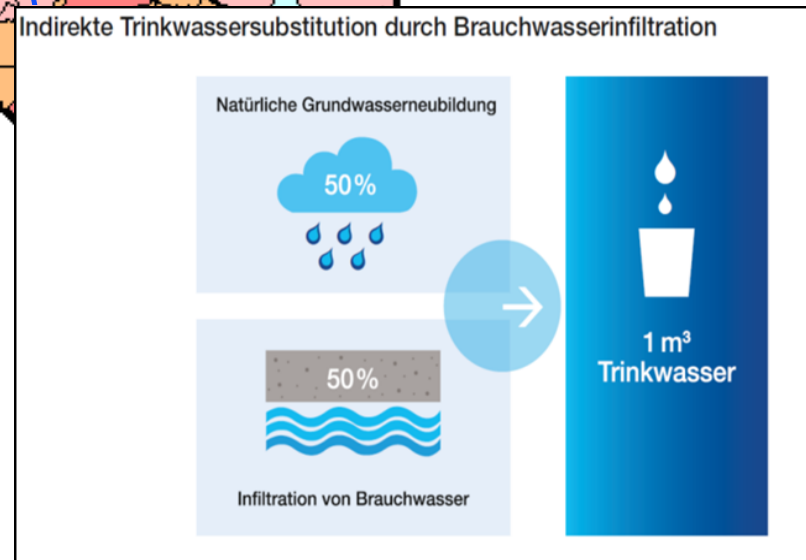 Indirekte Trinkwassersubstitution durch Brauchwasserinfiltration
Natürliche Grundwasserneubildung
50%
50%
Infiltration von Brauchwasser
1 m³
Trinkwasser